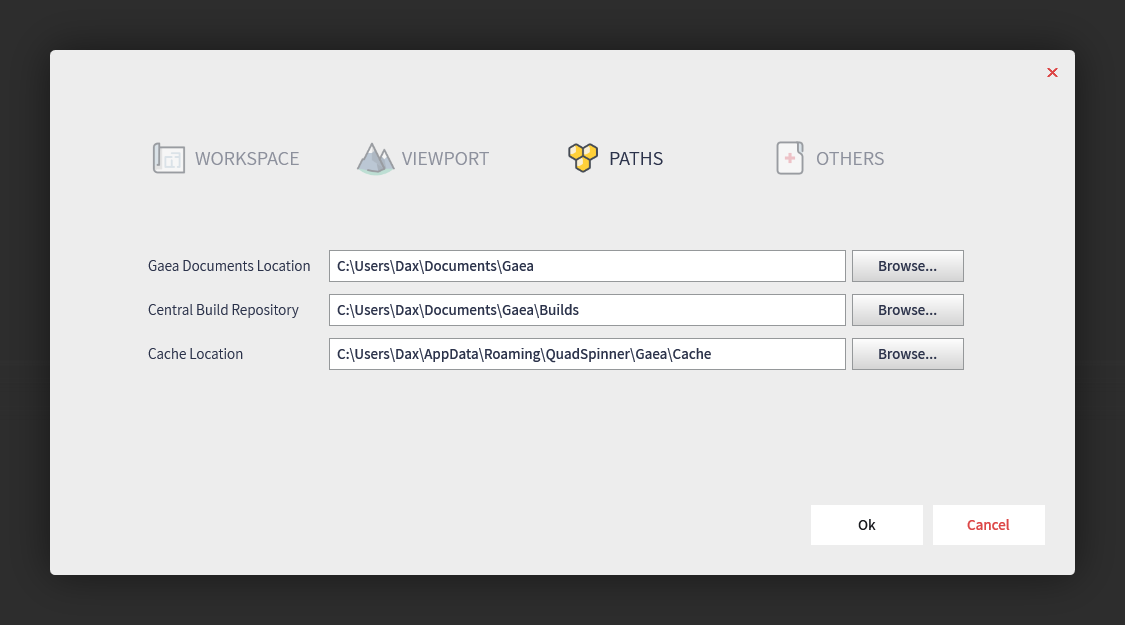 WORKSPACE VIEWPORT PATHS OTHERS
Gaea Documents Location C:\Users\Dax\Documents\Gaea Browse...
Central Build Repository C:\Users\Dax\Documents\Gaea\Builds Browse...
Cache Location C:\Users\Dax\AppData\Roaming\QuadSpinner\Gaea\Cache Browse...
Ok Cancel